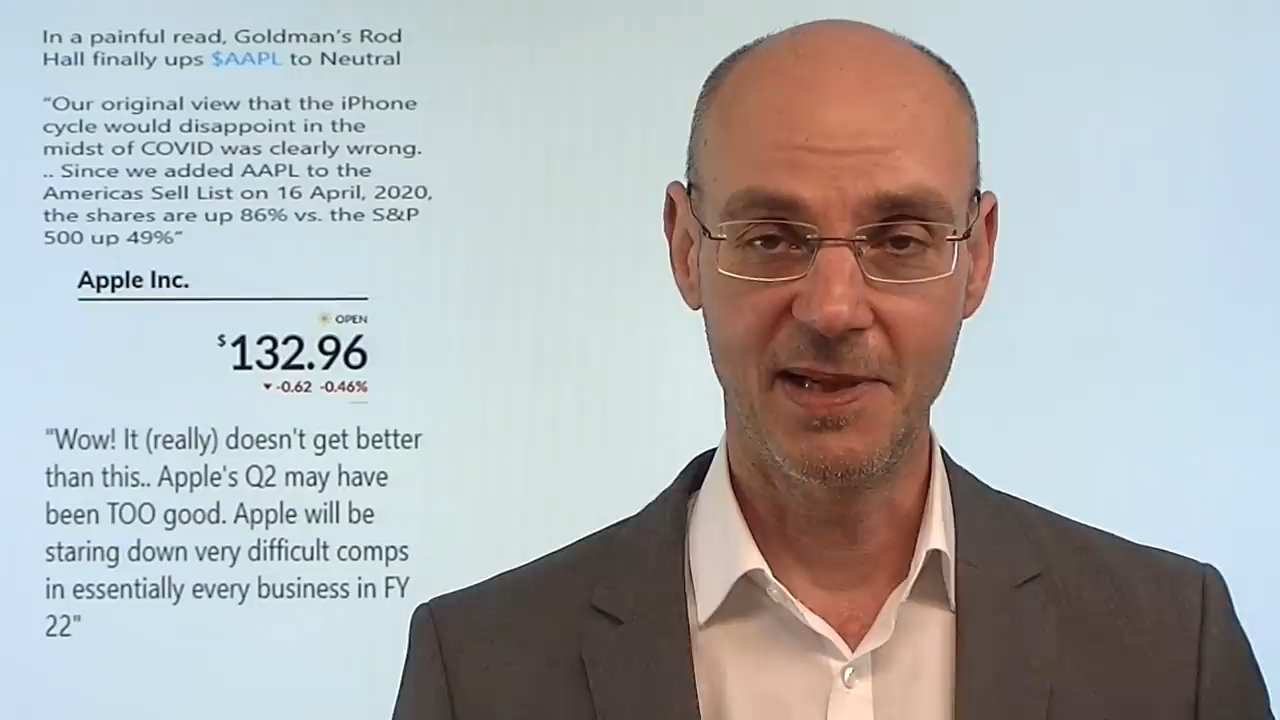 In a painful read, Goldman's Rod
Hall finally ups $AAPL to Neutral
"Our original view that the iPhone
cycle would disappoint in the
midst of COVID was clearly wrong.
.. Since we added AAPL to the
Americas Sell List on 16 April, 2020,
the shares are up 86% vs. the S&P
500 up 49%"
Apple Inc.
OPEN
$132.96
▼ -0.62 -0.46%
"Wow! It (really) doesn't get better
than this.. Apple's Q2 may have
been TOO good. Apple will be
staring down very difficult comps
in essentially every business in FY
22"